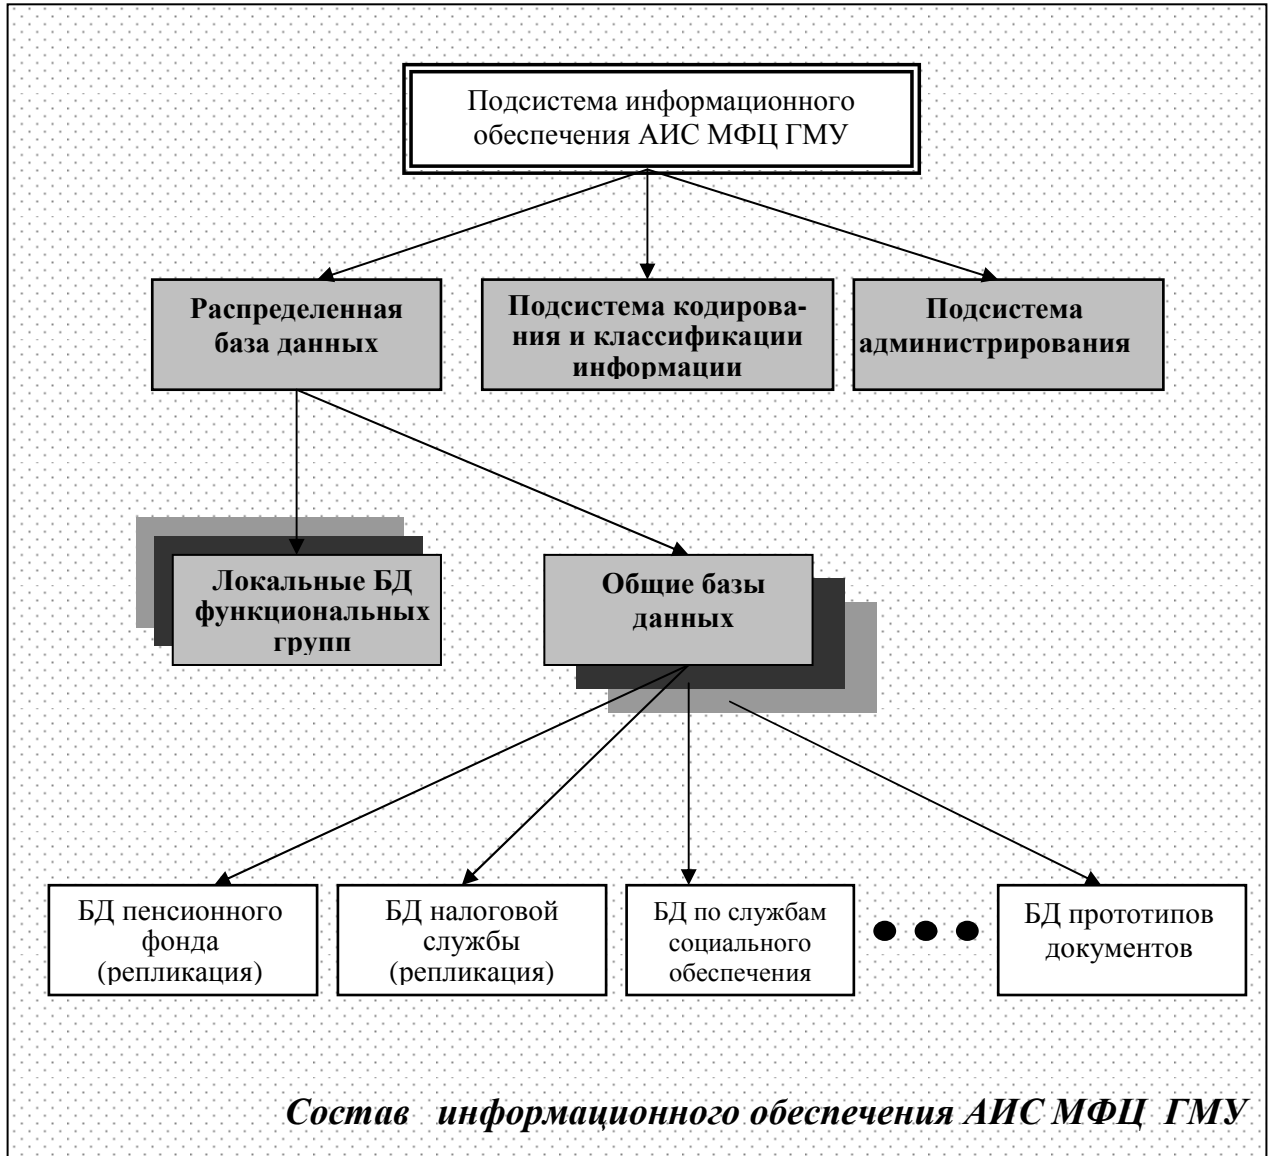 Подсистема информационного
обеспечения АИС МФЦ ГМУ
Распределенная
база данных
Подсистема кодирова-
ния и классификации
информации
Подсистема
администрирования
Локальные БД
функциональных
групп
Общие базы
данных
БД пенсионного
фонда
(репликация)
БД налоговой
службы
(репликация)
БД по службам
социального
обеспечения
БД прототипов
документов
Состав информационного обеспечения АИС МФЦ ГМУ